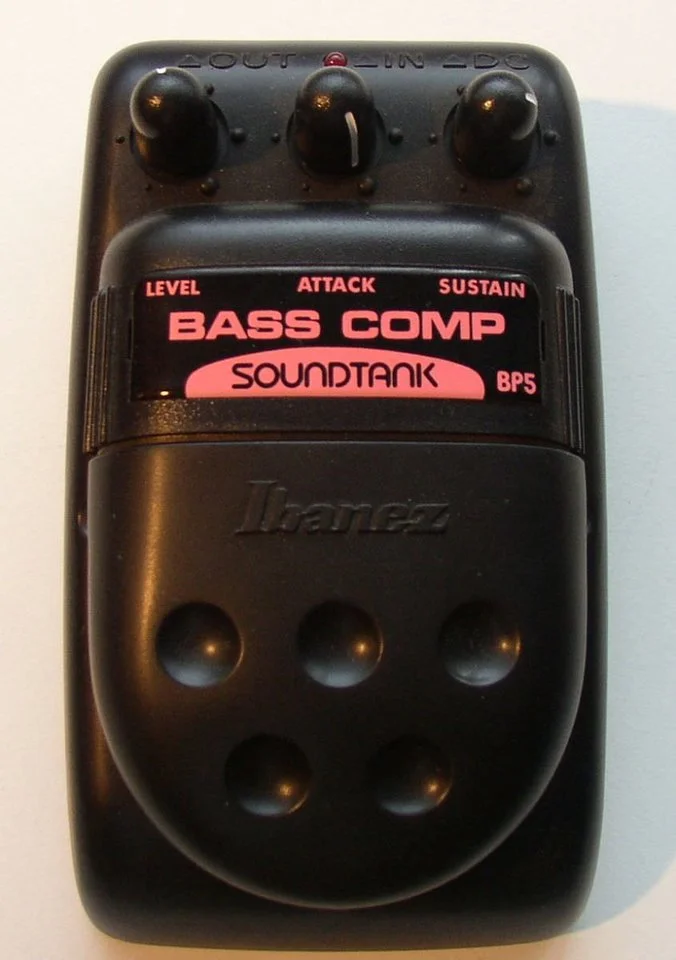 OUT IN DC
LEVEL ATTACK SUSTAIN
BASS COMP
SOUNDTANK BP5
Ibanez